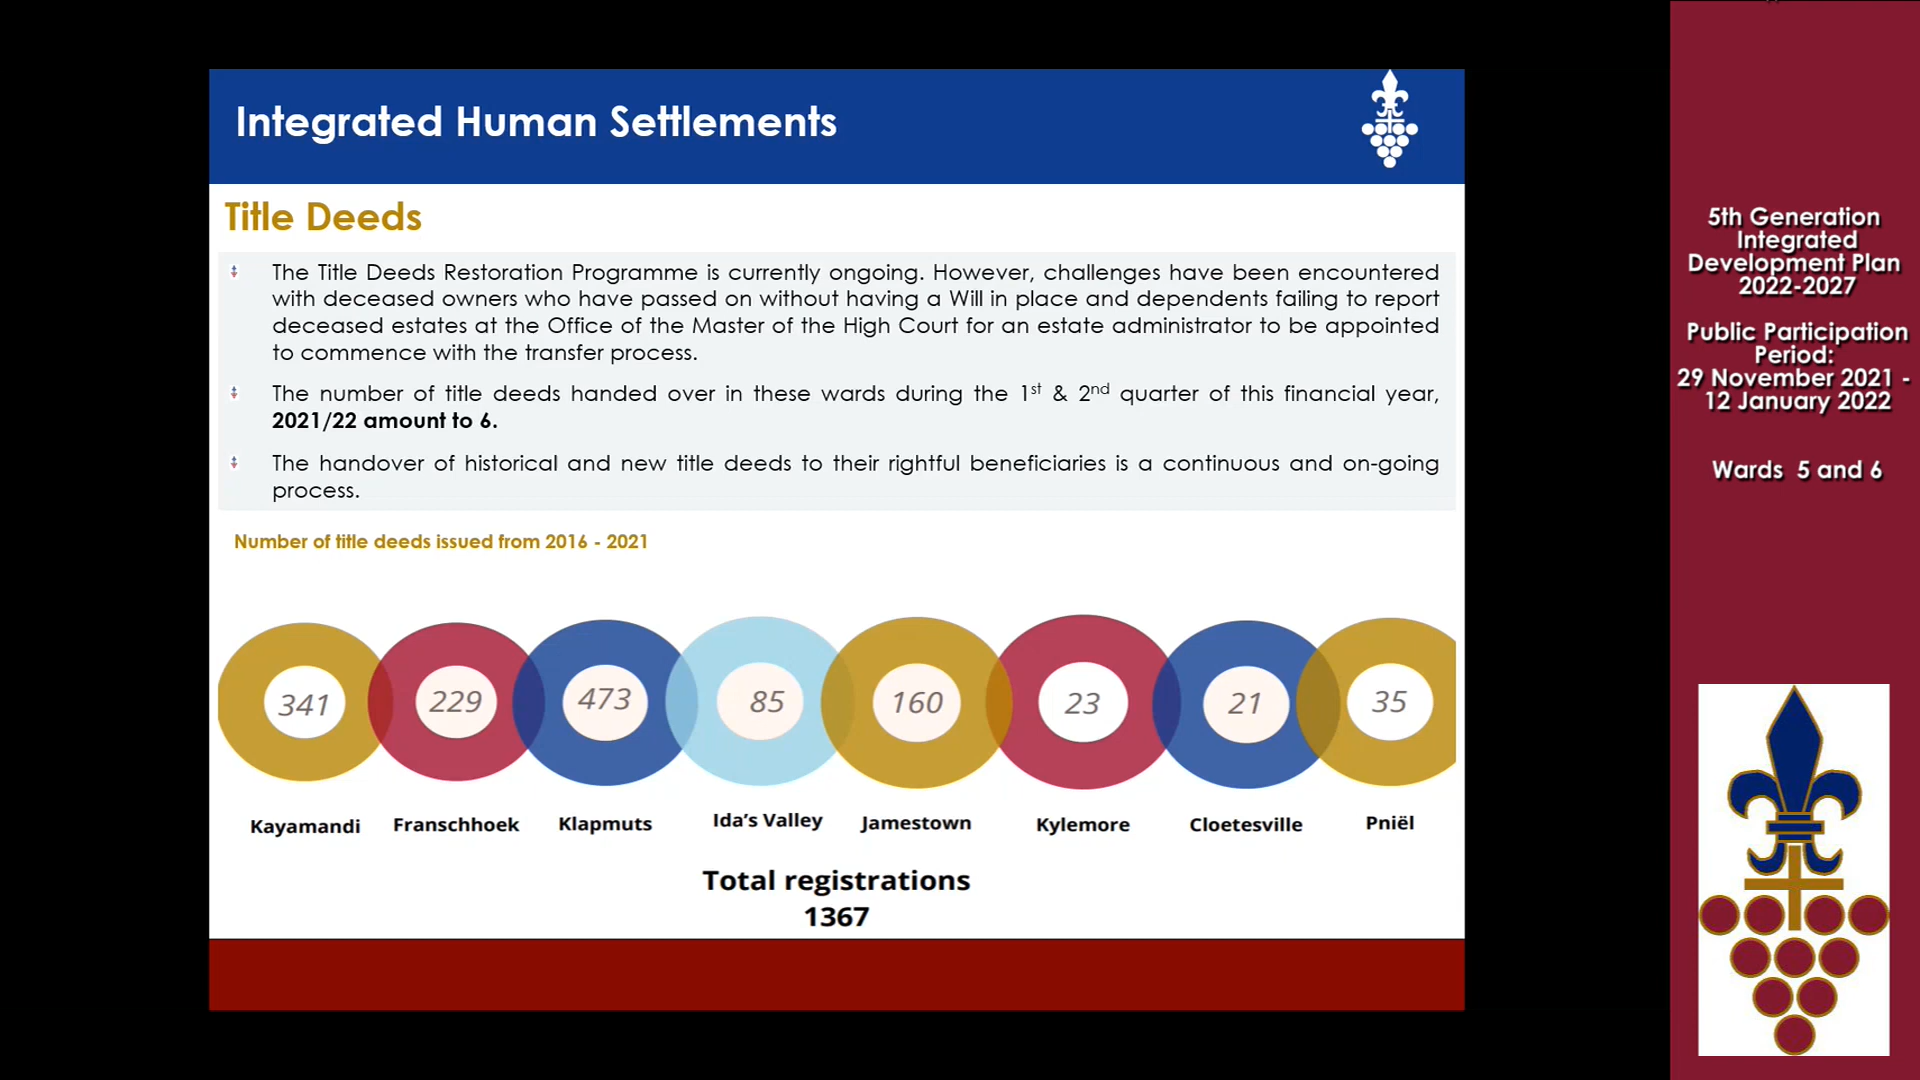 Integrated Human Settlements
Title Deeds
The Title Deeds Restoration Programme is currently ongoing. However, challenges have been encountered
with deceased owners who have passed on without having a Will in place and dependents failing to report
deceased estates at the Office of the Master of the High Court for an estate administrator to be appointed
to commence with the transfer process.
The number of title deeds handed over in these wards during the 1st & 2nd quarter of this financial year,
2021/22 amount to 6.
The handover of historical and new title deeds to their rightful beneficiaries is a continuous and on-going
process.
Number of title deeds issued from 2016 - 2021
341
229
473
85
160
23
21
35
Kayamandi
Franschhoek
Klapmuts
Ida's Valley
Jamestown
Kylemore
Cloetesville
Pniël
Total registrations
1367
5th Generation
Integrated
Development Plan
2022-2027
Public Participation
Period:
29 November 2021 -
12 January 2022
Wards 5 and 6